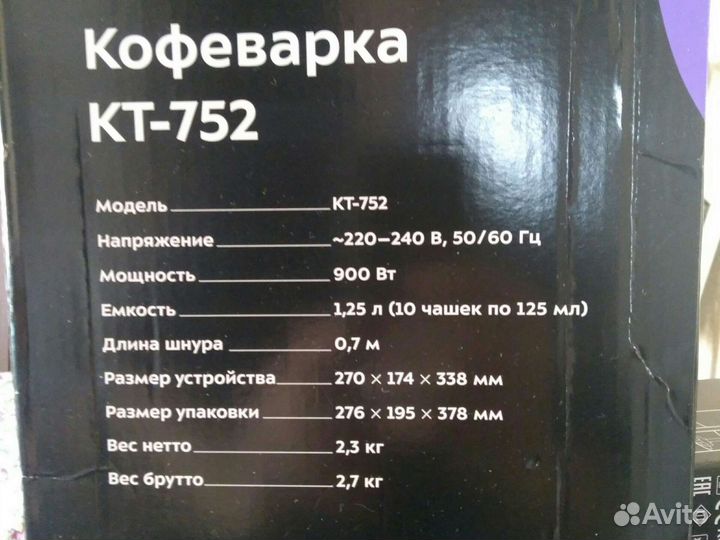 Кофеварка
КТ-752
Модель КТ-752
Напряжение ~220–240 В, 50/60 Гц
Мощность 900 Вт
Емкость 1,25 л (10 чашек по 125 мл)
Длина шнура 0,7 м
Размер устройства 270 × 174 × 338 мм
Размер упаковки 276 × 195 × 378 мм
Вес нетто 2,3 кг
Вес брутто 2,7 кг
EAC
Avito